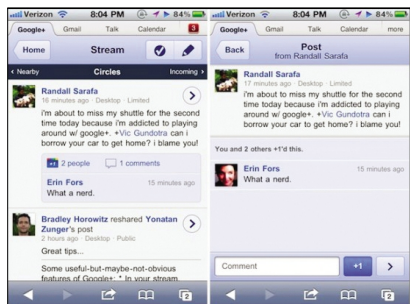 Verizon 8:04 PM 84%
Google+ Gmail Talk Calendar 3
Home Stream
Nearby Circles Incoming
Randall Sarafa
16 minutes ago · Desktop · Limited
i'm about to miss my shuttle for the second
time today because i'm addicted to playing
around w/ google+. +Vic Gundotra can i
borrow your car to get home? i blame you!
2 people 1 comments
Erin Fors 15 minutes ago
What a nerd.
Bradley Horowitz reshared Yonatan
Zunger's post
2 hours ago · Desktop · Public
Great tips...
Some useful-but-maybe-not-obvious
features of Google+: * In your stream,
2
Verizon 8:04 PM 84%
Google+ Gmail Talk Calendar more
Back Post
from Randall Sarafa
Randall Sarafa
17 minutes ago · Desktop · Limited
i'm about to miss my shuttle for the second
time today because i'm addicted to playing
around w/ google+. +Vic Gundotra can i
borrow your car to get home? i blame you!
You and 2 others +1'd this.
Erin Fors 15 minutes ago
What a nerd.
Comment +1
2